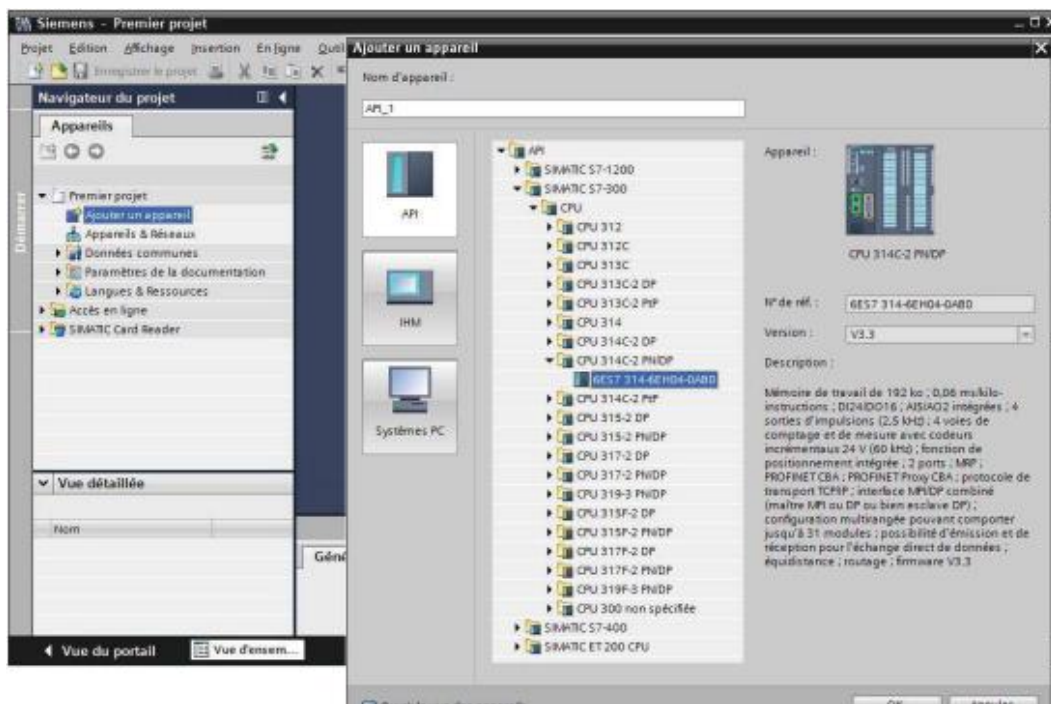 Siemens - Premier projet
Projet Edition Affichage Insertion En ligne Outil
Enregistrer le projet
Navigateur du projet
Appareils
Démarrer
Premier projet
Ajouter un appareil
Appareils & Réseaux
Données communes
Paramètres de la documentation
Langues & Ressources
Accès en ligne
SIMATIC Card Reader
Vue détaillée
Nom
Géné
Vue du portail
Vue d'ensem...
Ajouter un appareil
Nom d'appareil :
API_1
API
IHM
Systèmes PC
API
SIMATIC S7-1200
SIMATIC S7-300
CPU
CPU 312
CPU 312C
CPU 313C
CPU 313C-2 DP
CPU 313C-2 PtP
CPU 314
CPU 314C-2 DP
CPU 314C-2 PN/DP
6ES7 314-6EH04-0AB0
CPU 314C-2 PtP
CPU 315-2 DP
CPU 315-2 PN/DP
CPU 317-2 DP
CPU 317-2 PN/DP
CPU 319-3 PN/DP
CPU 315F-2 DP
CPU 315F-2 PN/DP
CPU 317F-2 DP
CPU 317F-2 PN/DP
CPU 319F-3 PN/DP
CPU 300 non spécifiée
SIMATIC S7-400
SIMATIC ET 200 CPU
Appareil :
CPU 314C-2 PN/DP
N° de réf. :
6ES7 314-6EH04-0AB0
Version :
V3.3
Description :
Mémoire de travail de 192 ko ; 0,06 ms/kilo-
instructions ; DI24/DO16 ; AI5/AO2 intégrées ; 4
sorties d'impulsions (2,5 kHz) ; 4 voies de
comptage et de mesure avec codeurs
incrémentaux 24 V (60 kHz) ; fonction de
positionnement intégrée ; 2 ports ; MRP ;
PROFINET CBA ; PROFINET Proxy CBA ; protocole de
transport TCP/IP ; interface MPI/DP combiné
(maître MPI ou DP ou bien esclave DP) ;
configuration multirangée pouvant comporter
jusqu'à 31 modules ; possibilité d'émission et de
réception pour l'échange direct de données ;
équidistance ; routage ; firmware V3.3
OK
Annuler